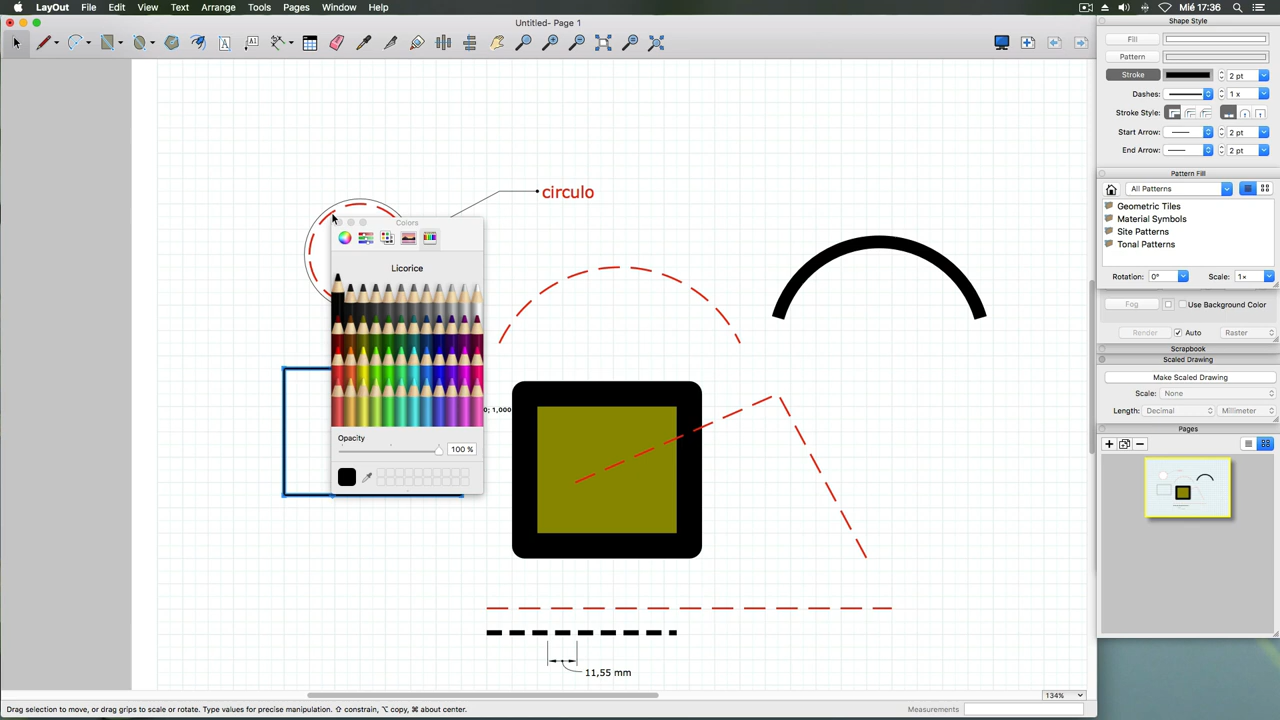 LayOut File Edit View Text Arrange Tools Pages Window Help
Mié 17:36
Untitled- Page 1
Shape Style
Fill
Pattern
Stroke 2 pt
Dashes: 1 x
Stroke Style:
Start Arrow: 2 pt
End Arrow: 2 pt
Pattern Fill
All Patterns
Geometric Tiles
Material Symbols
Site Patterns
Tonal Patterns
Rotation: 0° Scale: 1×
Fog Use Background Color
Render Auto Raster
Scrapbook
Scaled Drawing
Make Scaled Drawing
Scale: None
Length: Decimal Millimeter
Pages
circulo
Colors
Licorice
Opacity
100 %
0; 1,000
11,55 mm
134%
Drag selection to move, or drag grips to scale or rotate. Type values for precise manipulation. ⇧ constrain, ⌥ copy, ⌘ about center.
Measurements